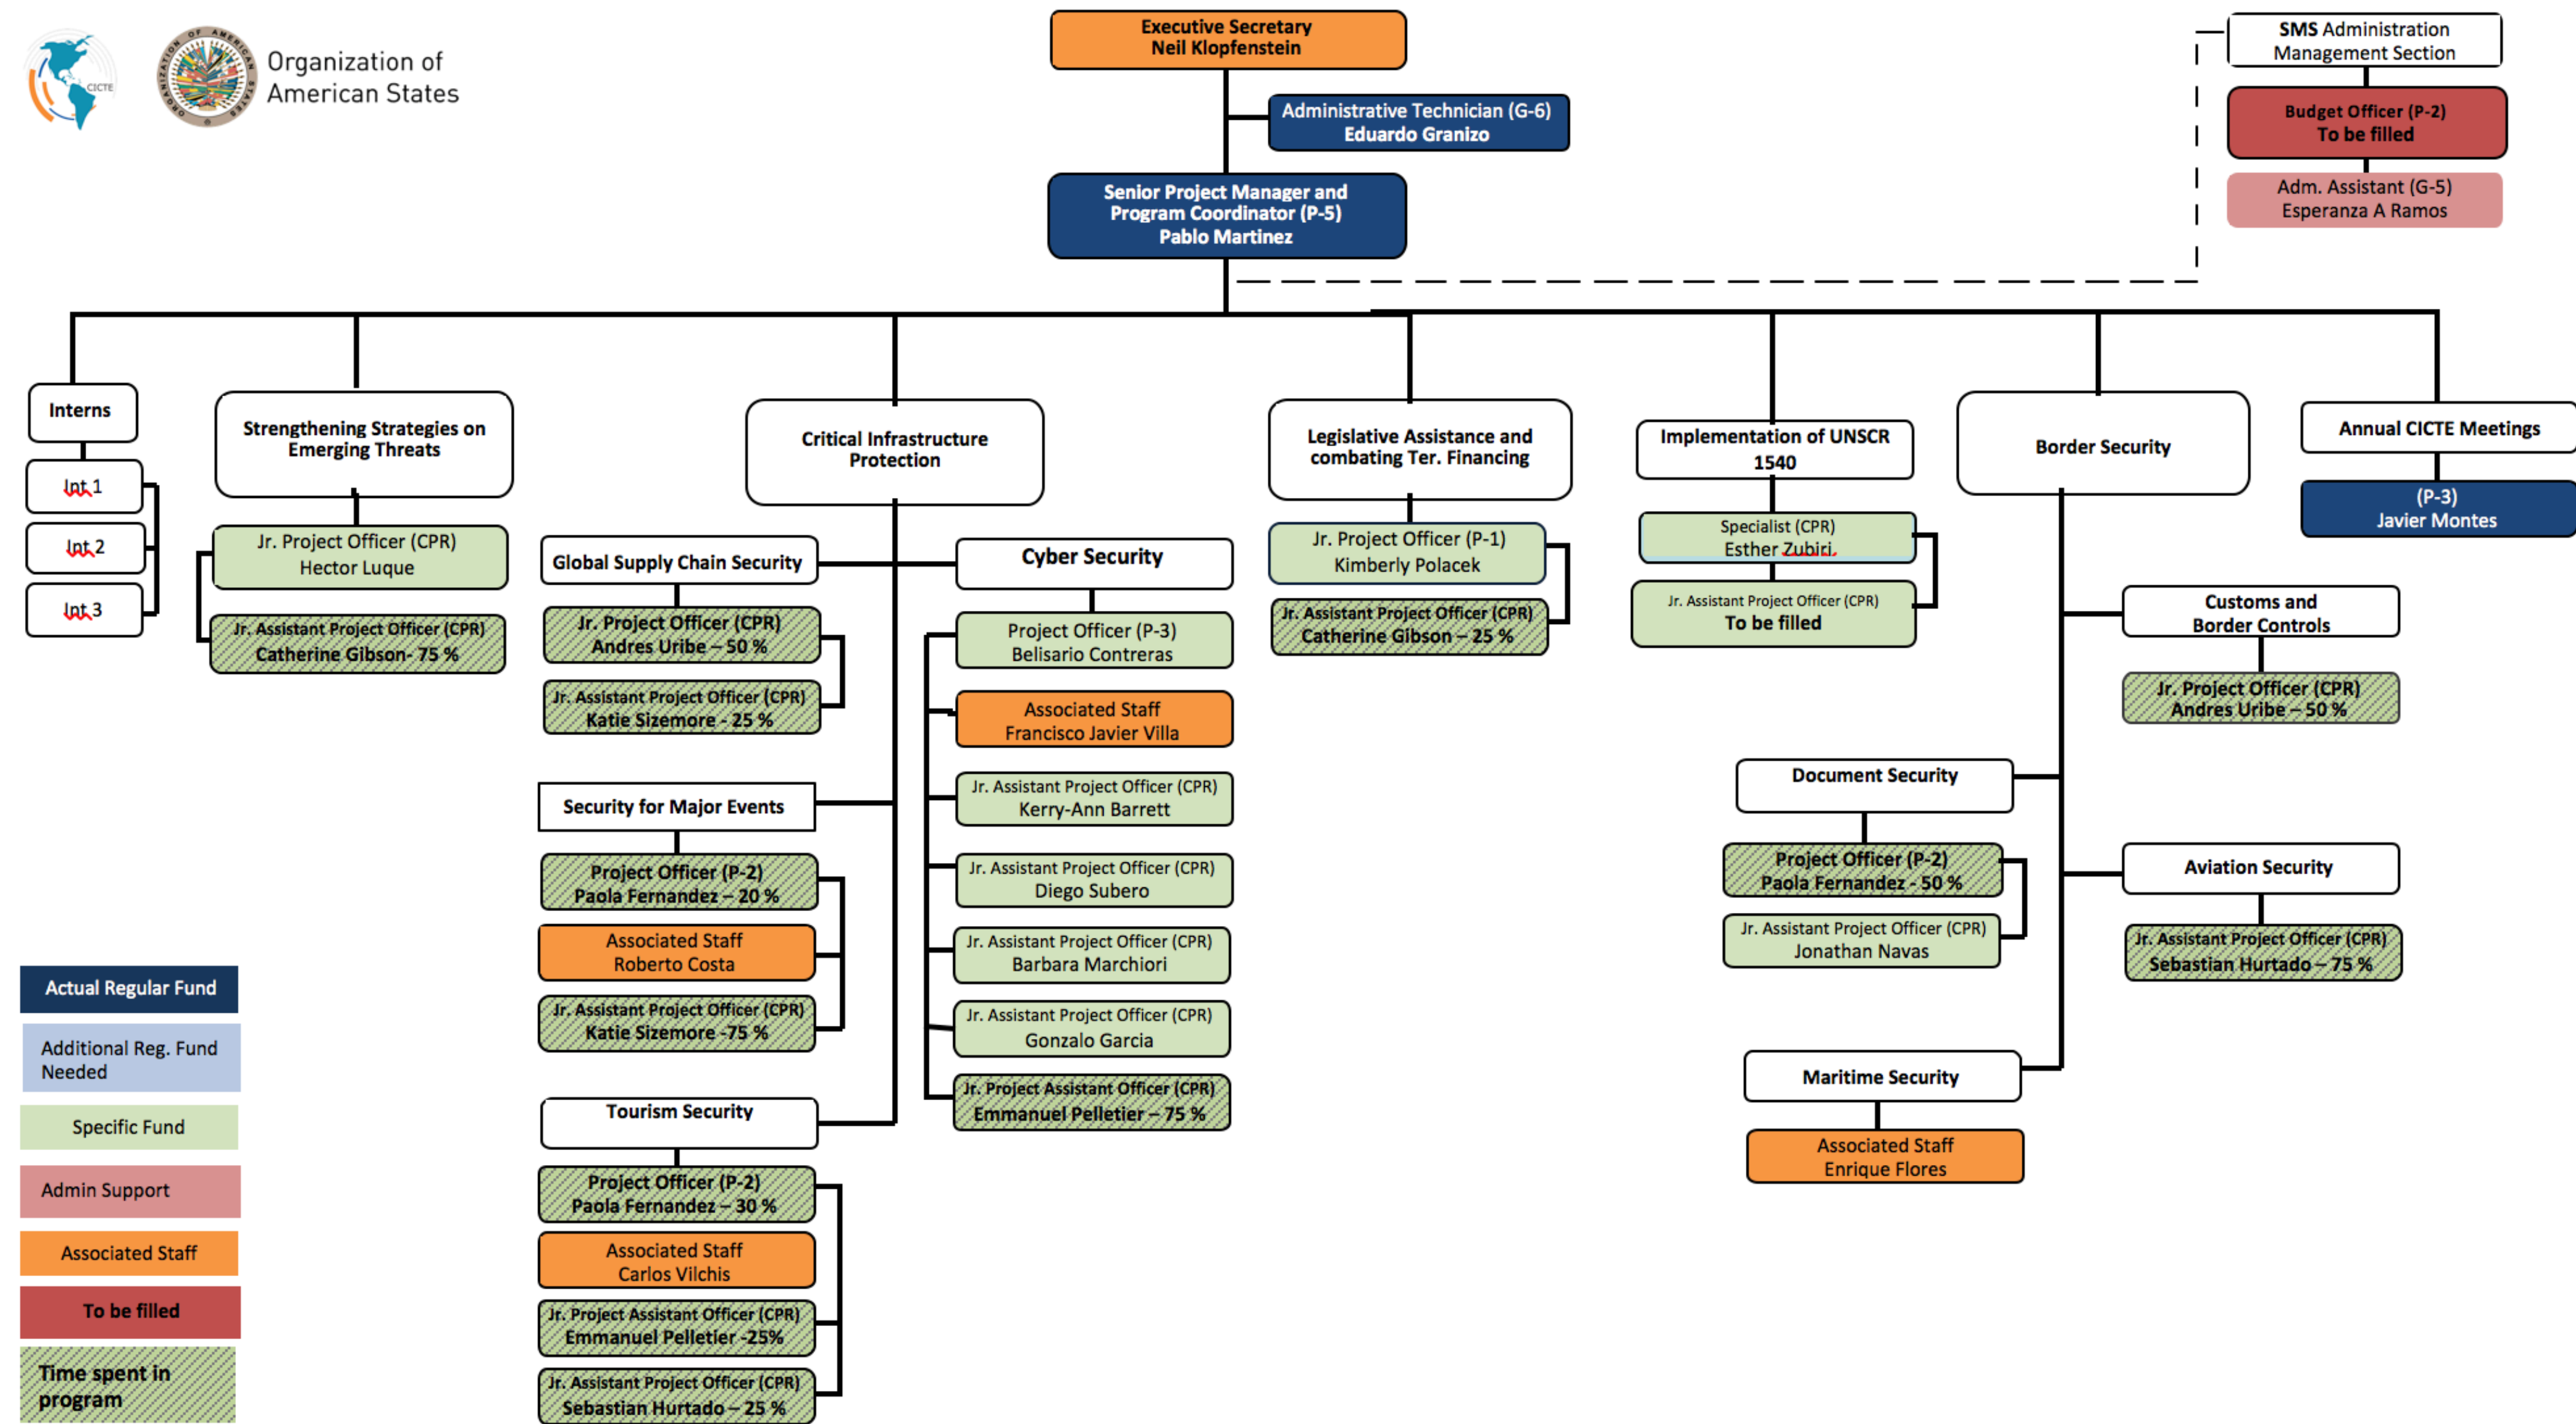 CICTE
ORGANIZATION OF AMERICAN STATES
Organization of
American States
Executive Secretary
Neil Klopfenstein
Administrative Technician (G-6)
Eduardo Granizo
Senior Project Manager and
Program Coordinator (P-5)
Pablo Martinez
SMS Administration
Management Section
Budget Officer (P-2)
To be filled
Adm. Assistant (G-5)
Esperanza A Ramos
Interns
Int.1
Int.2
Int.3
Strengthening Strategies on
Emerging Threats
Jr. Project Officer (CPR)
Hector Luque
Jr. Assistant Project Officer (CPR)
Catherine Gibson- 75 %
Critical Infrastructure
Protection
Global Supply Chain Security
Jr. Project Officer (CPR)
Andres Uribe – 50 %
Jr. Assistant Project Officer (CPR)
Katie Sizemore - 25 %
Security for Major Events
Project Officer (P-2)
Paola Fernandez – 20 %
Associated Staff
Roberto Costa
Jr. Assistant Project Officer (CPR)
Katie Sizemore -75 %
Tourism Security
Project Officer (P-2)
Paola Fernandez – 30 %
Associated Staff
Carlos Vilchis
Jr. Project Assistant Officer (CPR)
Emmanuel Pelletier -25%
Jr. Assistant Project Officer (CPR)
Sebastian Hurtado – 25 %
Cyber Security
Project Officer (P-3)
Belisario Contreras
Associated Staff
Francisco Javier Villa
Jr. Assistant Project Officer (CPR)
Kerry-Ann Barrett
Jr. Assistant Project Officer (CPR)
Diego Subero
Jr. Assistant Project Officer (CPR)
Barbara Marchiori
Jr. Assistant Project Officer (CPR)
Gonzalo Garcia
Jr. Project Assistant Officer (CPR)
Emmanuel Pelletier – 75 %
Legislative Assistance and
combating Ter. Financing
Jr. Project Officer (P-1)
Kimberly Polacek
Jr. Assistant Project Officer (CPR)
Catherine Gibson – 25 %
Implementation of UNSCR
1540
Specialist (CPR)
Esther Zubiri.
Jr. Assistant Project Officer (CPR)
To be filled
Border Security
Customs and
Border Controls
Jr. Project Officer (CPR)
Andres Uribe – 50 %
Document Security
Project Officer (P-2)
Paola Fernandez - 50 %
Jr. Assistant Project Officer (CPR)
Jonathan Navas
Aviation Security
Jr. Assistant Project Officer (CPR)
Sebastian Hurtado – 75 %
Maritime Security
Associated Staff
Enrique Flores
Annual CICTE Meetings
(P-3)
Javier Montes
Actual Regular Fund
Additional Reg. Fund
Needed
Specific Fund
Admin Support
Associated Staff
To be filled
Time spent in
program